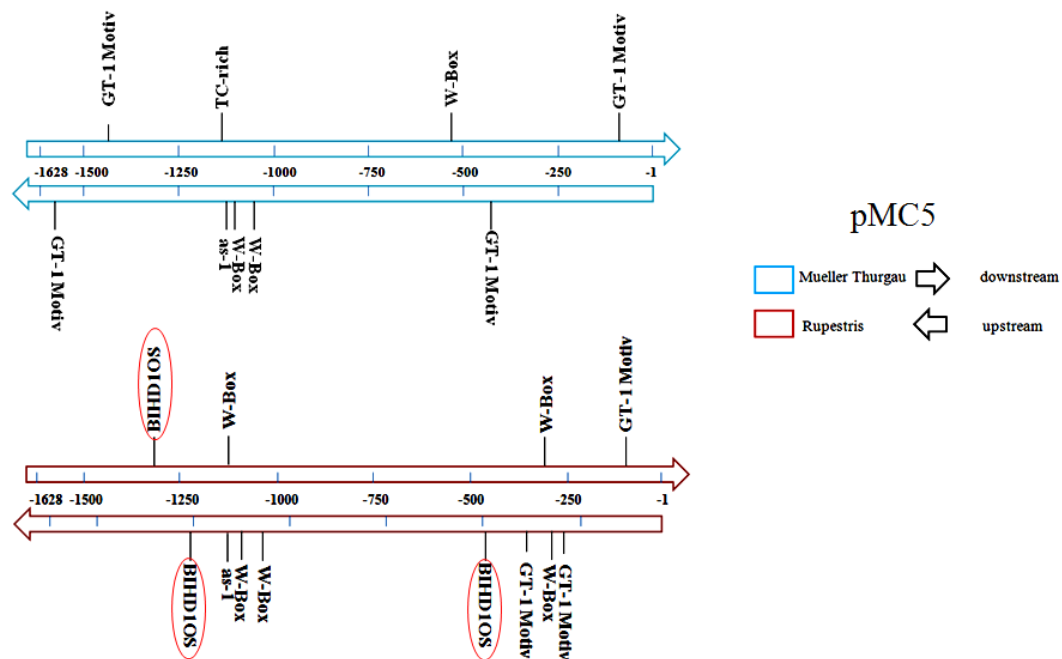 GT-1 Motiv
TC-rich
W-Box
GT-1 Motiv
-1628 -1500 -1250 -1000 -750 -500 -250 -1
GT-1 Motiv
as-1
W-Box
W-Box
GT-1 Motiv
pMC5
Mueller Thurgau downstream
Rupestris upstream
BIHD1OS
W-Box
W-Box
GT-1 Motiv
-1628 -1500 -1250 -1000 -750 -500 -250 -1
BIHD1OS
as-1
W-Box
W-Box
BIHD1OS
GT-1 Motiv
W-Box
GT-1 Motiv